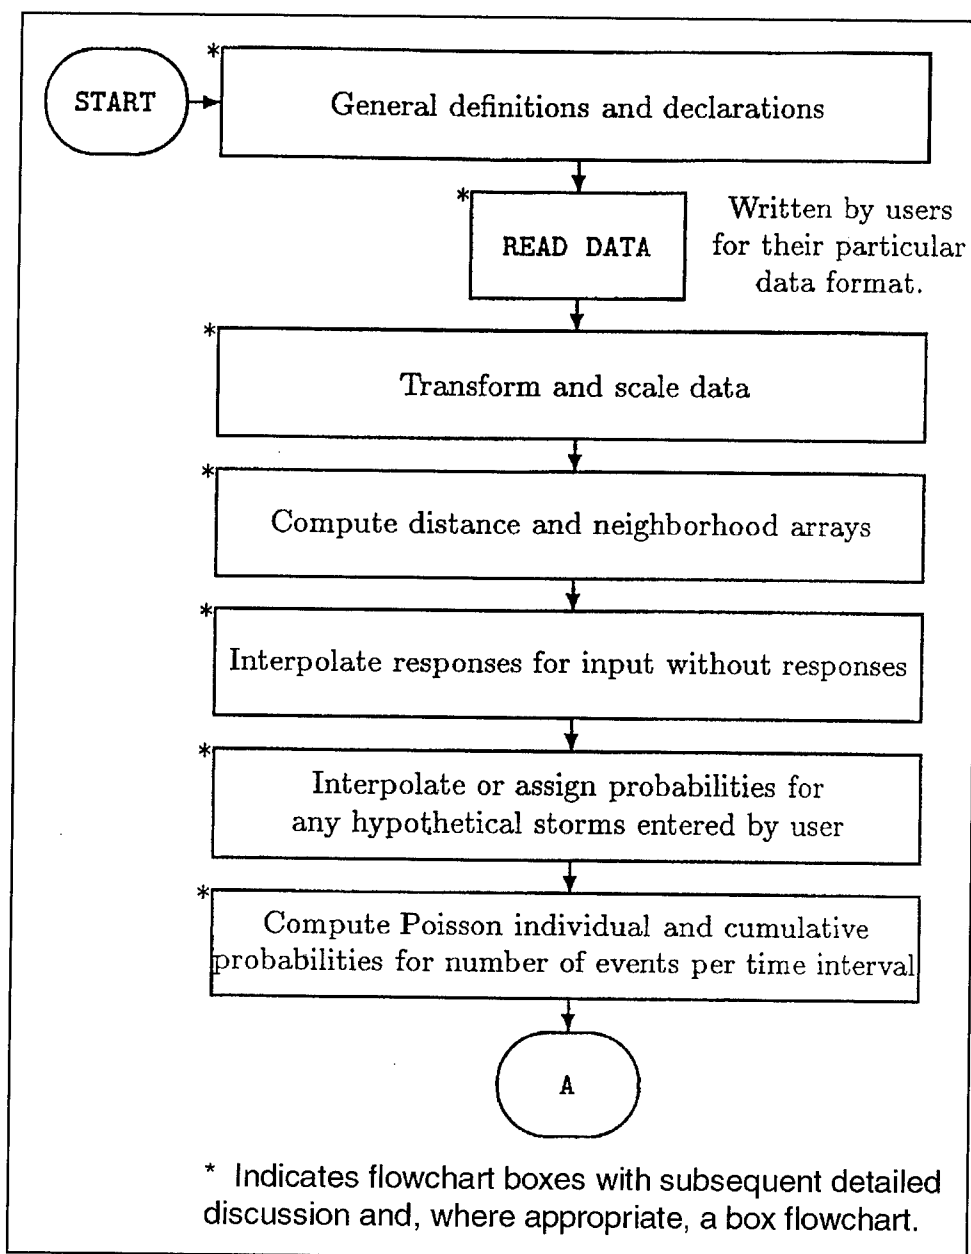 START
*
General definitions and declarations
*
READ DATA
Written by users
for their particular
data format.
*
Transform and scale data
*
Compute distance and neighborhood arrays
*
Interpolate responses for input without responses
*
Interpolate or assign probabilities for
any hypothetical storms entered by user
*
Compute Poisson individual and cumulative
probabilities for number of events per time interval
A
* Indicates flowchart boxes with subsequent detailed
discussion and, where appropriate, a box flowchart.